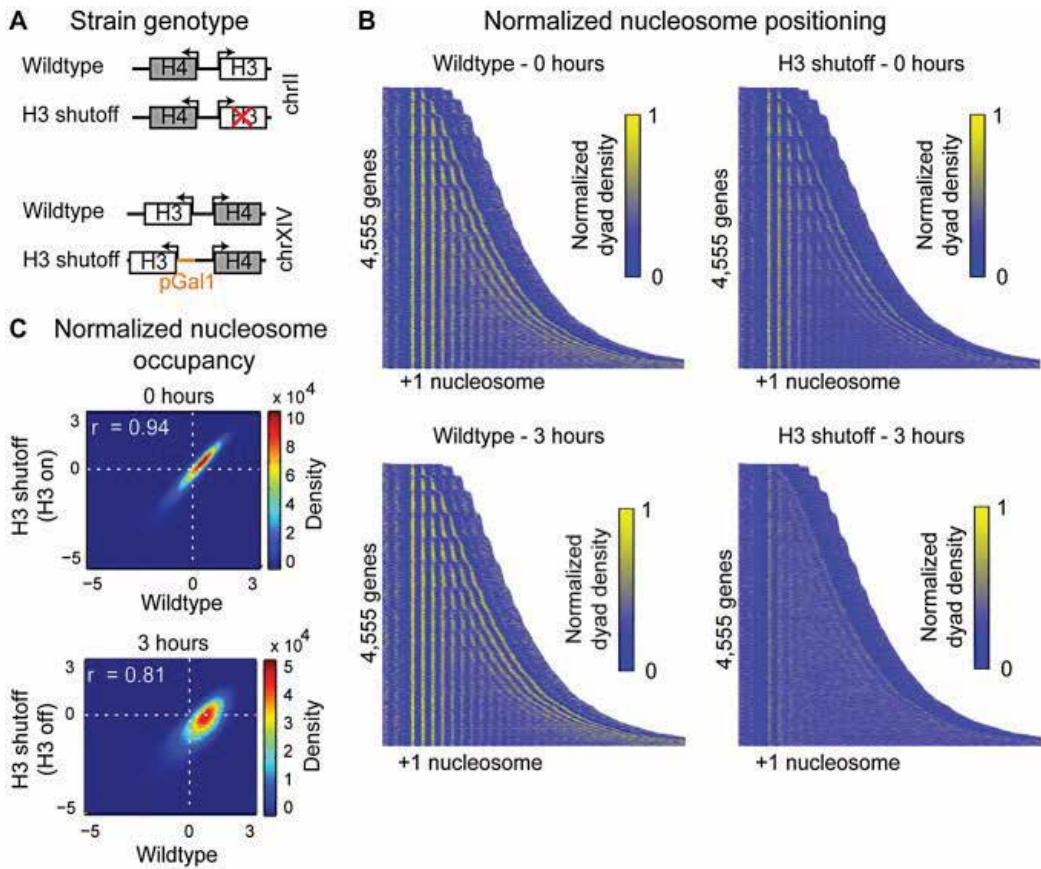 A Strain genotype
Wildtype
H4 H3
H3 shutoff
H4 H3
chrII
Wildtype
H3 H4
H3 shutoff
H3 H4
pGal1
chrXIV
B Normalized nucleosome positioning
Wildtype - 0 hours
4,555 genes
+1 nucleosome
Normalized
dyad density
1
0
H3 shutoff - 0 hours
4,555 genes
+1 nucleosome
Normalized
dyad density
1
0
Wildtype - 3 hours
4,555 genes
+1 nucleosome
Normalized
dyad density
1
0
H3 shutoff - 3 hours
4,555 genes
+1 nucleosome
Normalized
dyad density
1
0
C Normalized nucleosome
occupancy
0 hours
r = 0.94
H3 shutoff
(H3 on)
3
0
−5
−5 0 3
Wildtype
x 10^4
10
8
6
4
2
0
Density
3 hours
r = 0.81
H3 shutoff
(H3 off)
3
0
−5
−5 0 3
Wildtype
x 10^4
5
4
3
2
1
0
Density